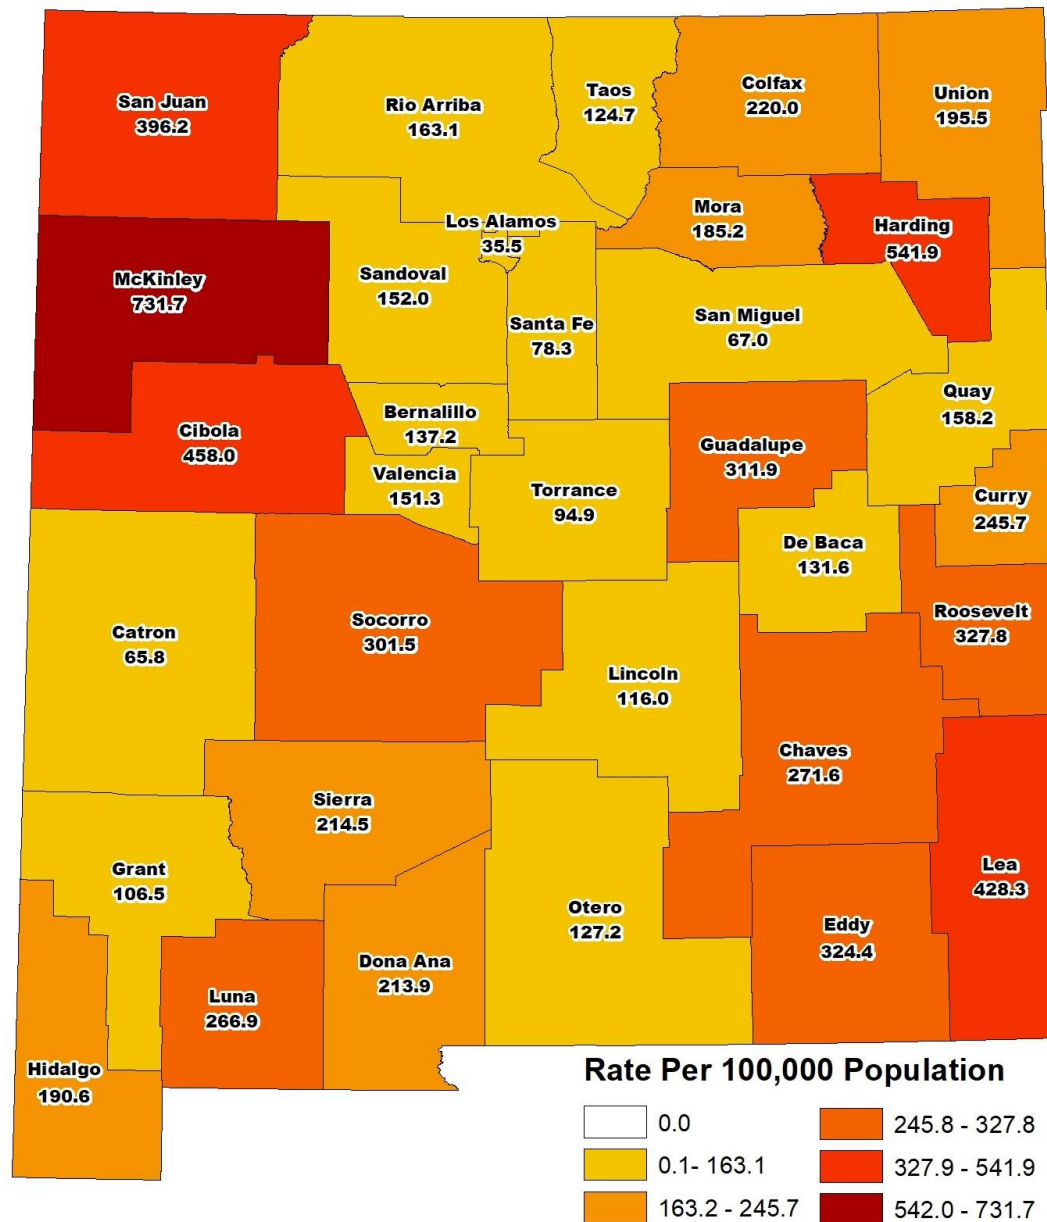 San Juan
396.2
Rio Arriba
163.1
Taos
124.7
Colfax
220.0
Union
195.5
Mora
185.2
Harding
541.9
Los Alamos
35.5
McKinley
731.7
Sandoval
152.0
Santa Fe
78.3
San Miguel
67.0
Quay
158.2
Bernalillo
137.2
Cibola
458.0
Valencia
151.3
Torrance
94.9
Guadalupe
311.9
Curry
245.7
De Baca
131.6
Roosevelt
327.8
Catron
65.8
Socorro
301.5
Lincoln
116.0
Chaves
271.6
Sierra
214.5
Grant
106.5
Lea
428.3
Otero
127.2
Eddy
324.4
Dona Ana
213.9
Luna
266.9
Hidalgo
190.6
Rate Per 100,000 Population
0.0
0.1- 163.1
163.2 - 245.7
245.8 - 327.8
327.9 - 541.9
542.0 - 731.7